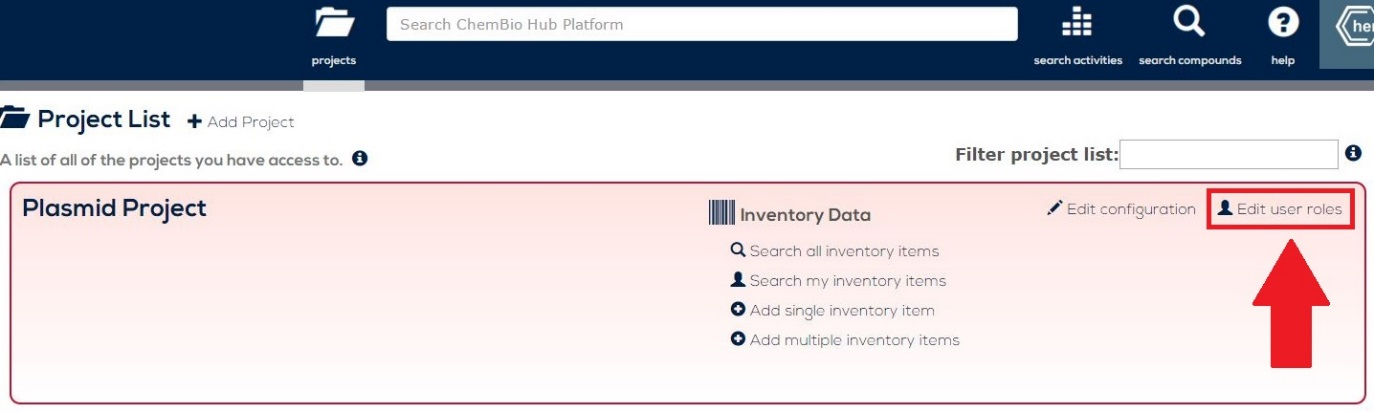 Search ChemBio Hub Platform
projects
search activities
search compounds
help
Project List
Add Project
A list of all of the projects you have access to.
Filter project list:
Plasmid Project
Inventory Data
Edit configuration
Edit user roles
Search all inventory items
Search my inventory items
Add single inventory item
Add multiple inventory items